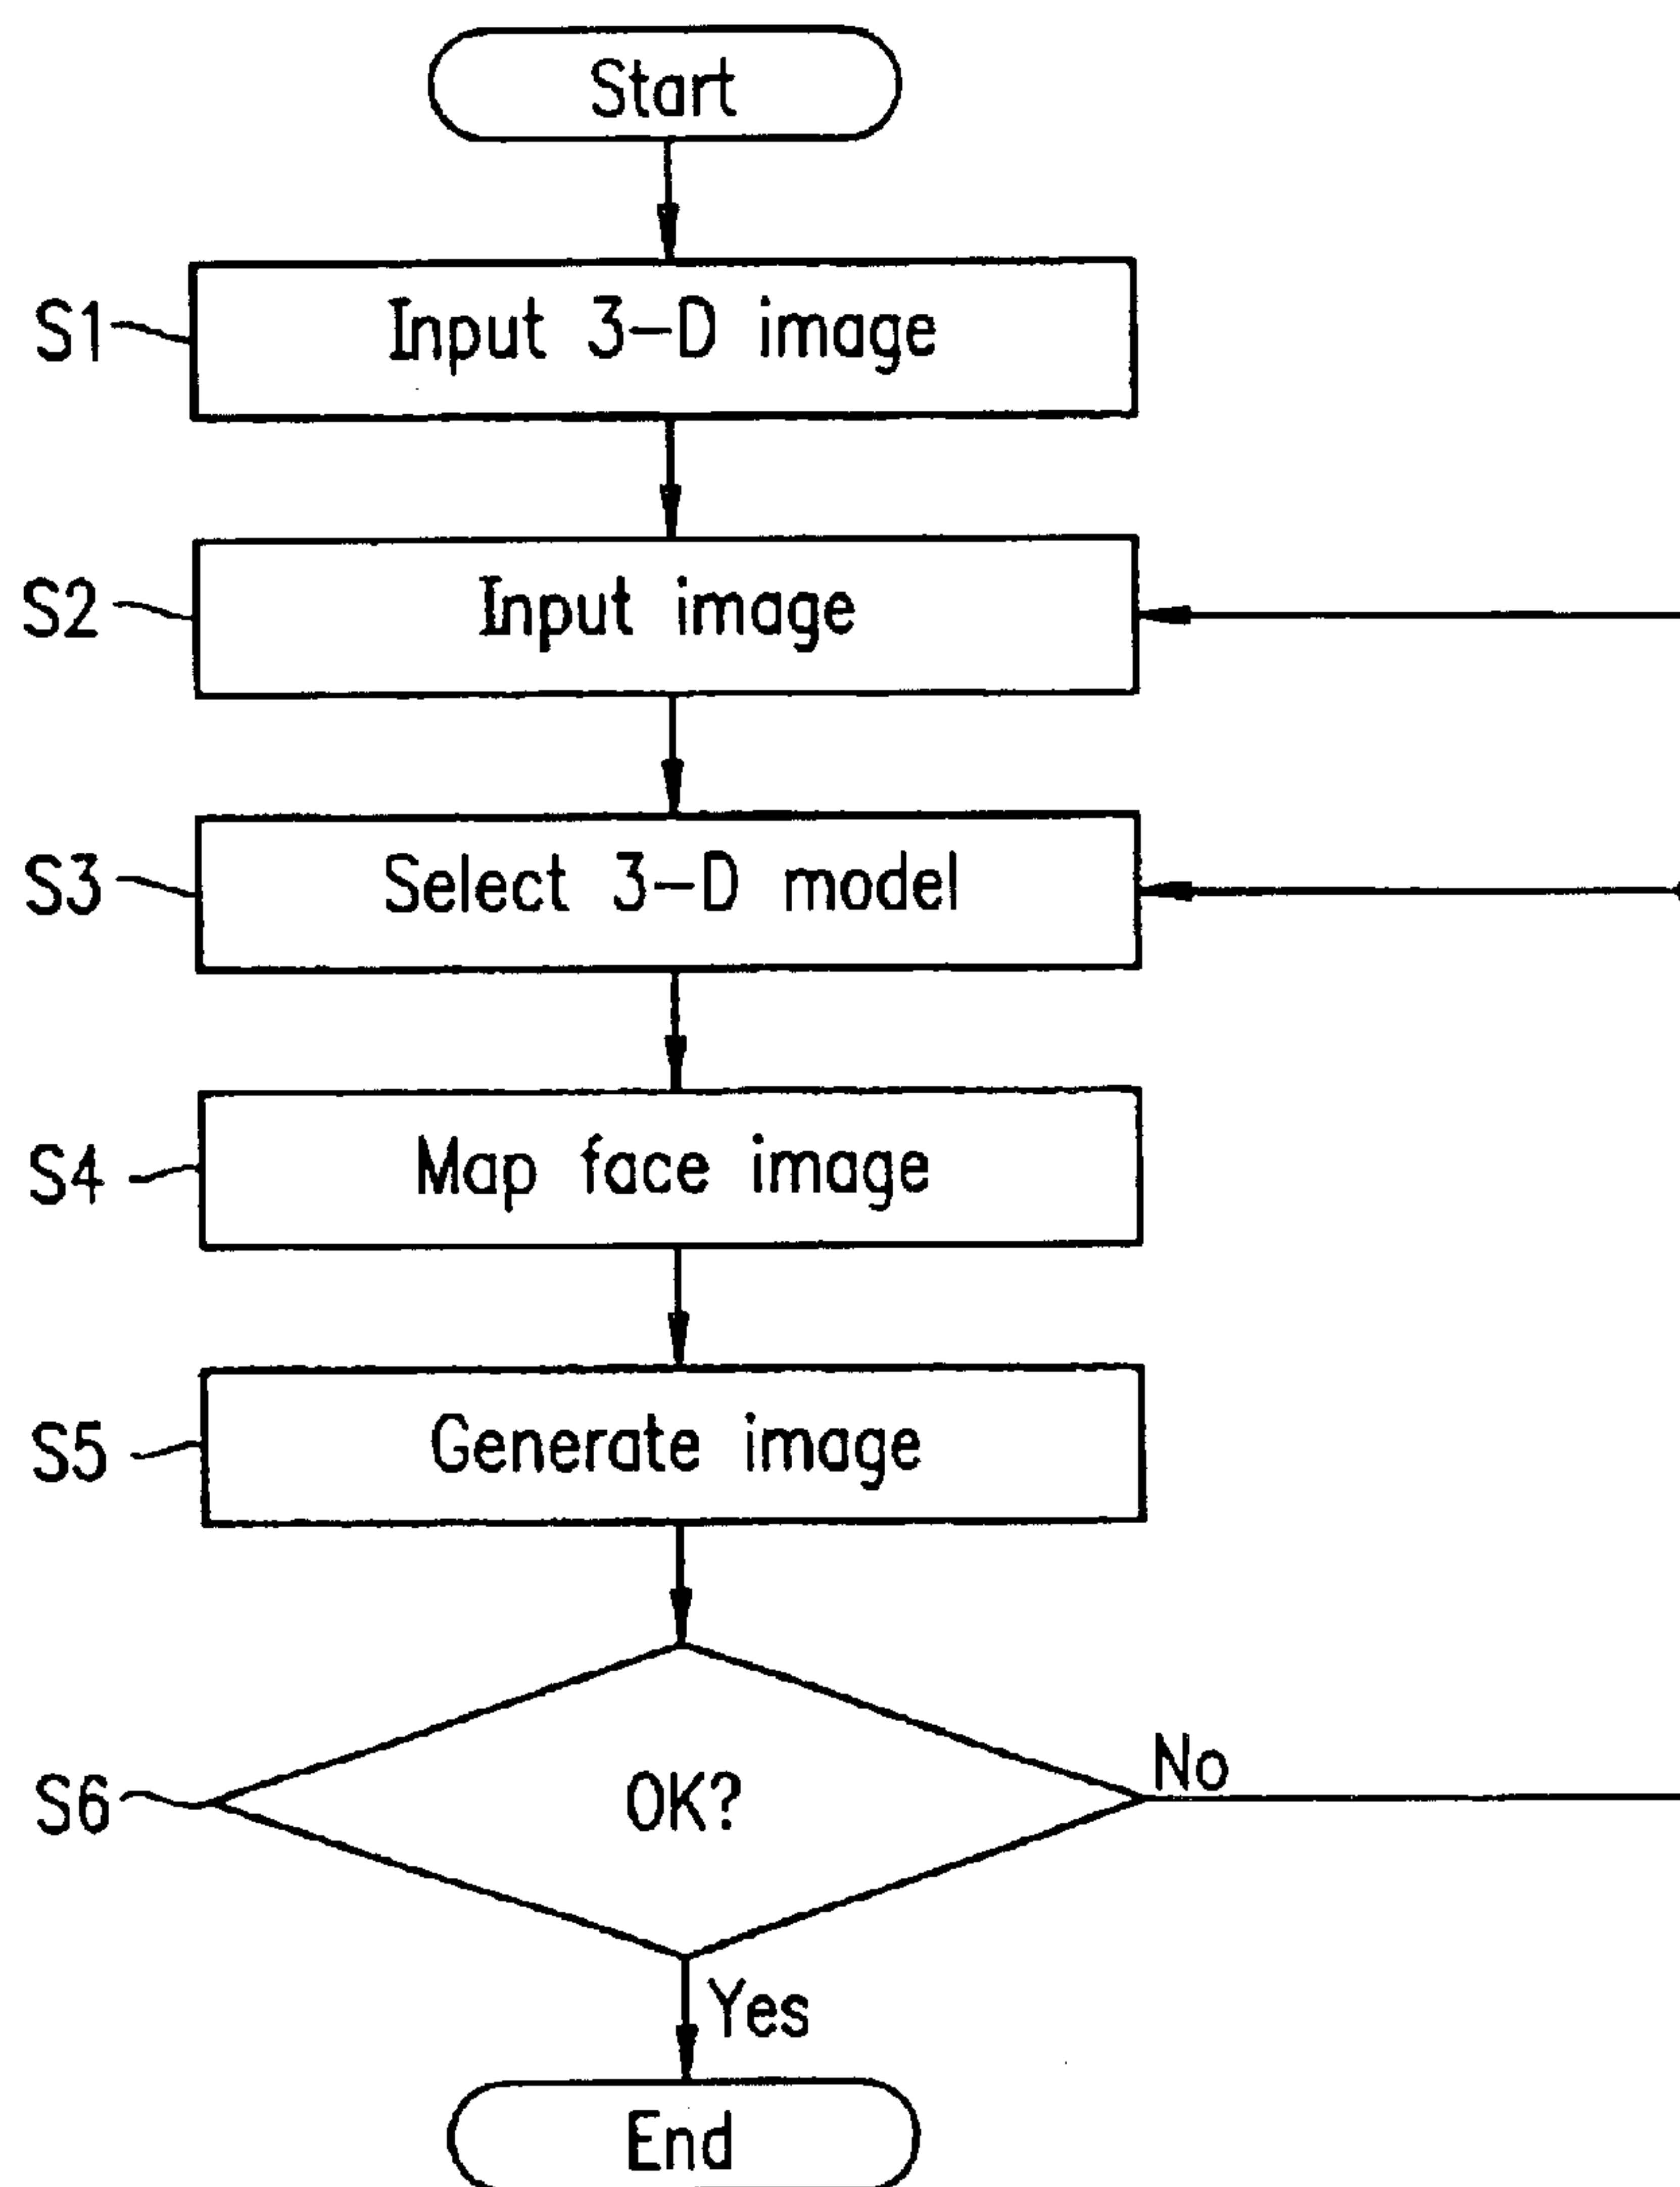 Start
S1 Input 3-D image
S2 Input image
S3 Select 3-D model
S4 Map face image
S5 Generate image
S6 OK? No
Yes
End